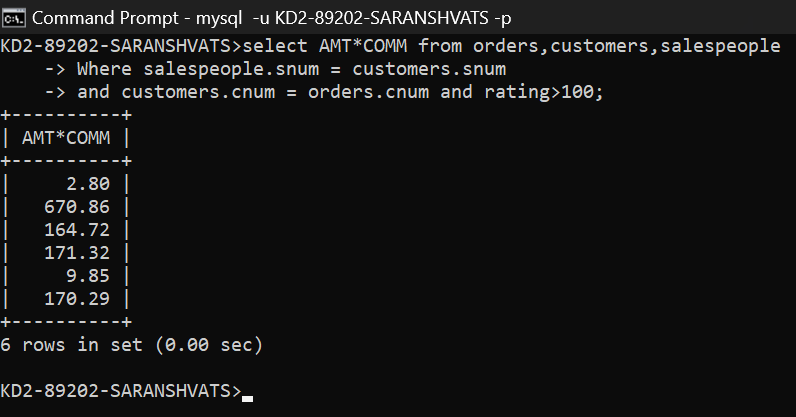 Command Prompt - mysql  -u KD2-89202-SARANSHVATS -p
KD2-89202-SARANSHVATS>select AMT*COMM from orders,customers,salespeople
    -> Where salespeople.snum = customers.snum
    -> and customers.cnum = orders.cnum and rating>100;
+----------+
| AMT*COMM |
+----------+
|     2.80 |
|   670.86 |
|   164.72 |
|   171.32 |
|     9.85 |
|   170.29 |
+----------+
6 rows in set (0.00 sec)
KD2-89202-SARANSHVATS>